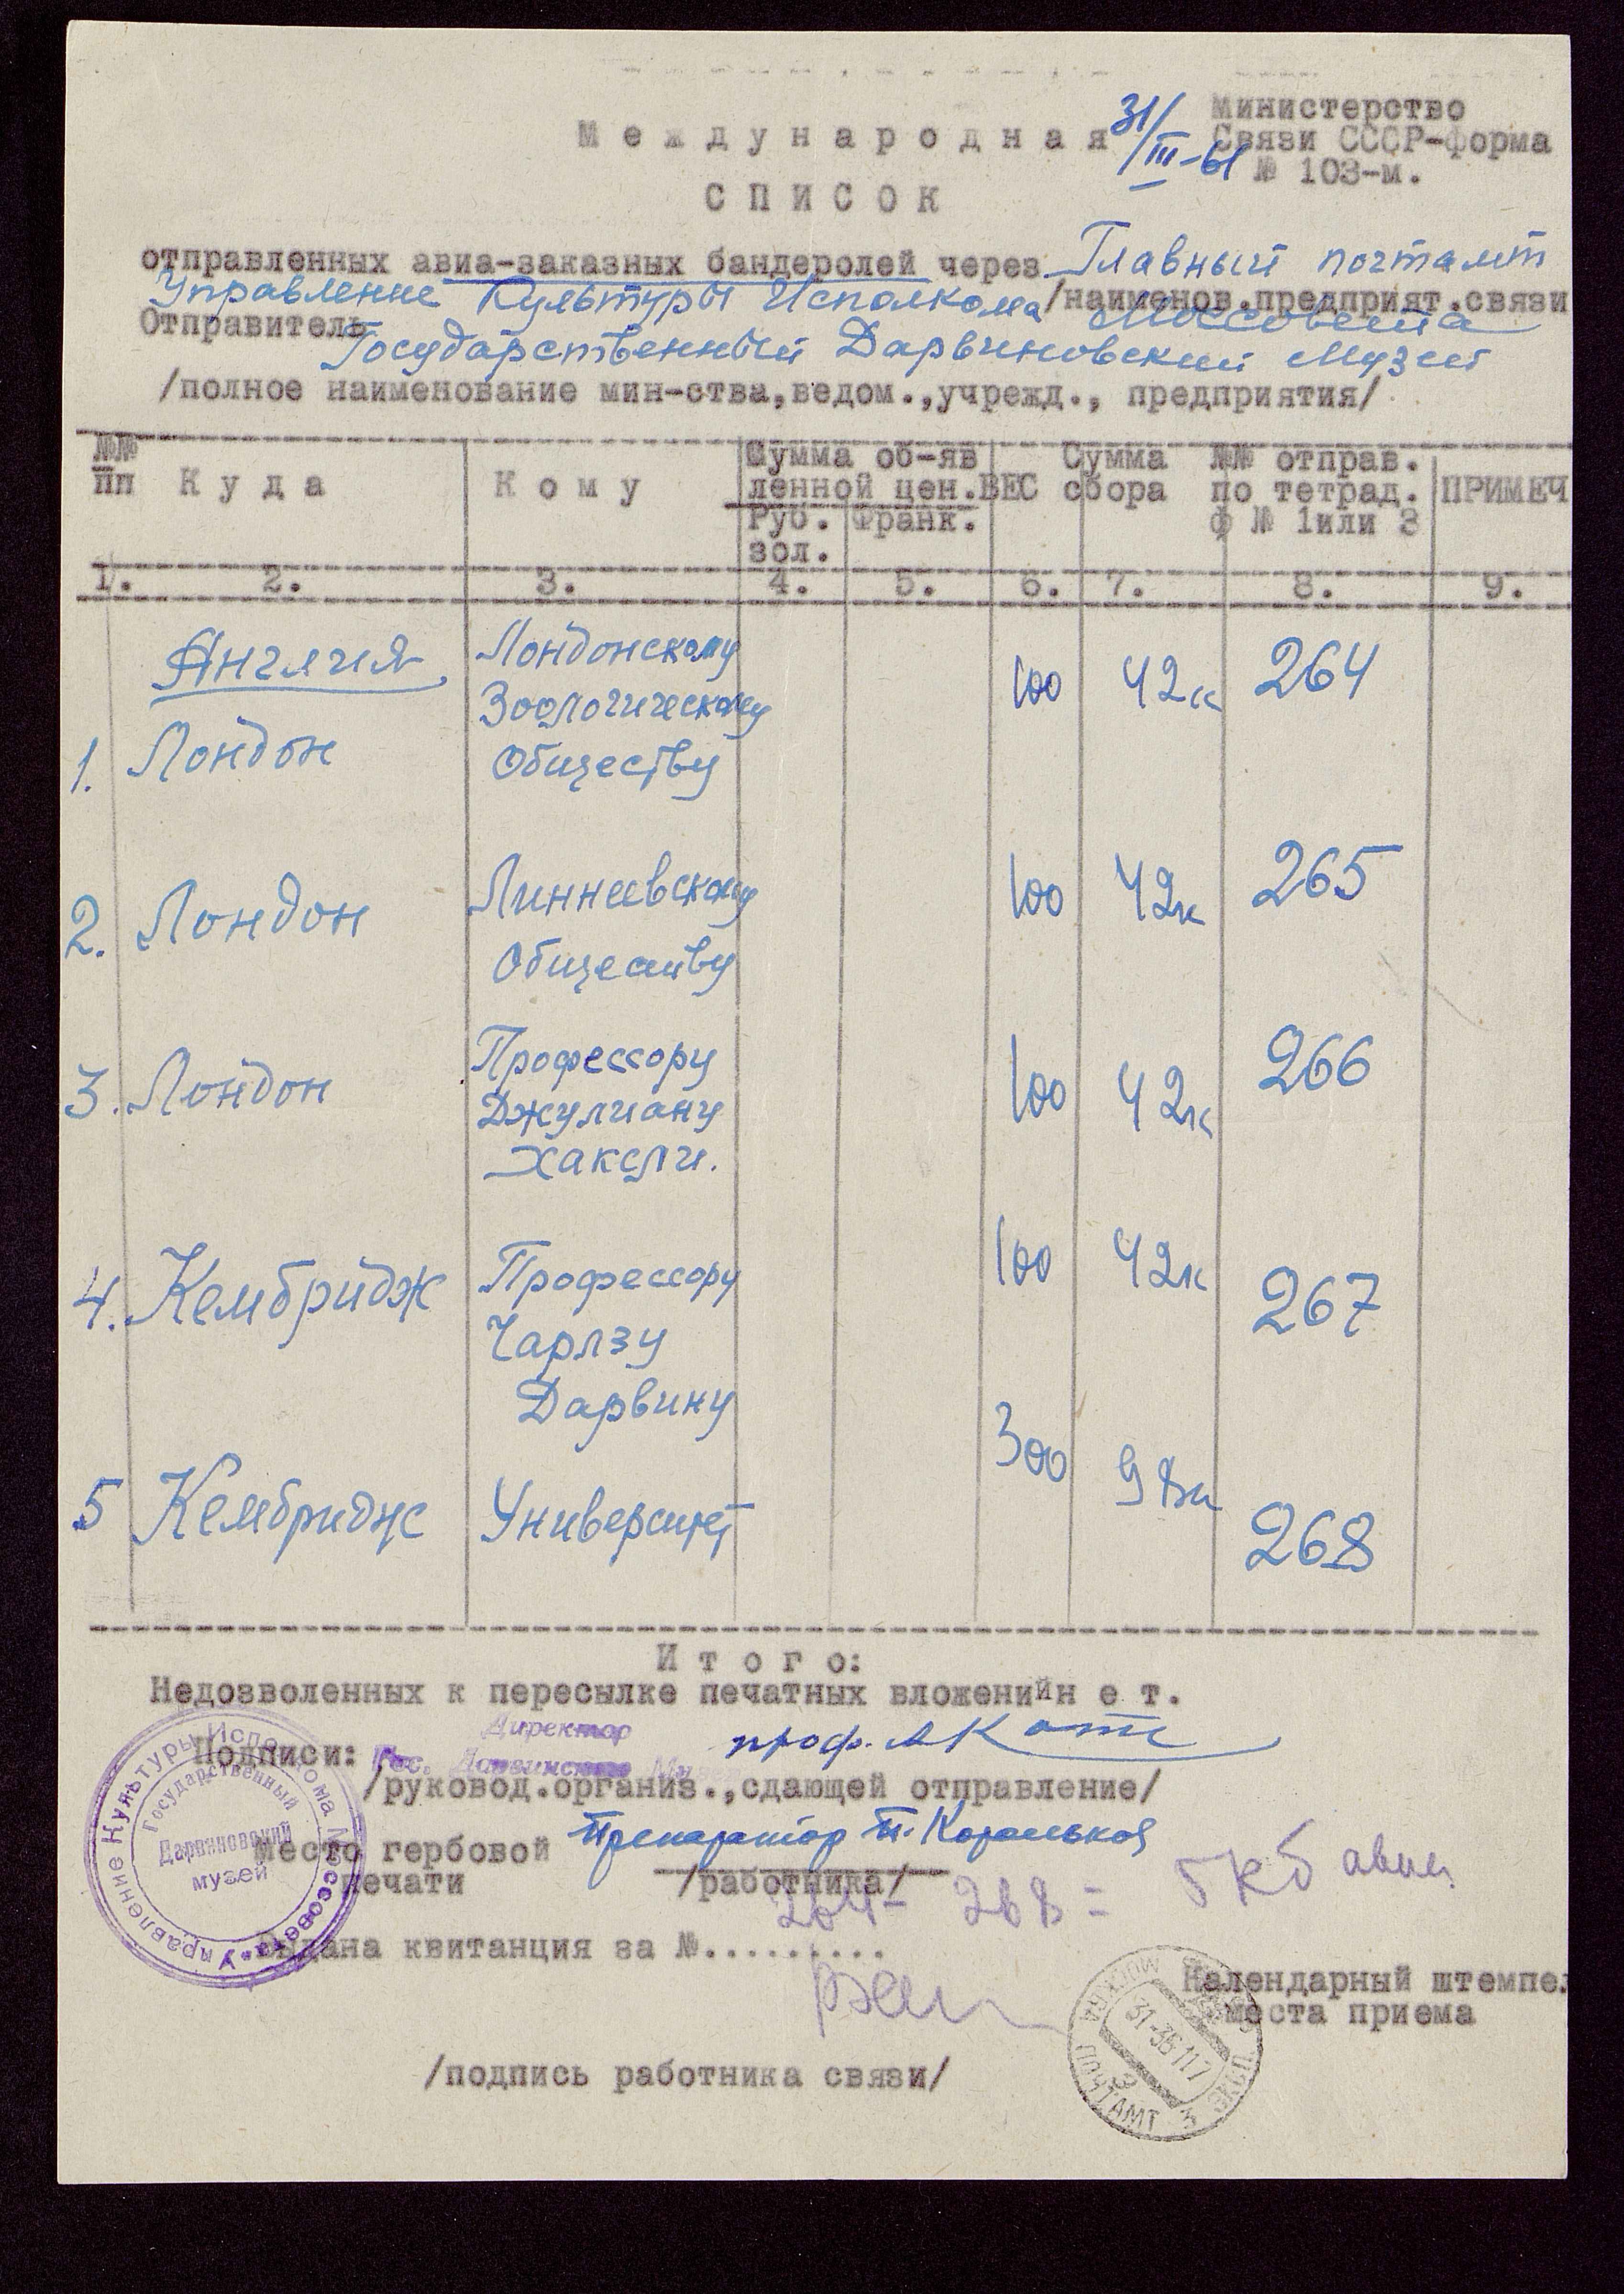 31/III-61
Министерство
Международная Связи СССР-форма
№ 103-м.
СПИСОК
отправленных авиа-заказных бандеролей через Главный почтамт
Управление Культуры Исполкома Моссовета /наименов.предприят.связи
Отправитель
Государственный Дарвиновский Музей
/полное наименование мин-ства,ведом.,учрежд., предприятия/
№№ пп Куда Кому Сумма об-яв ленной цен. ВЕС Сумма сбора №№ отправ. по тетрад. ф № 1или 3 ПРИМЕЧ
Руб. зол. Франк.
1. 2. 3. 4. 5. 6. 7. 8. 9.
Англия Лондонскому 100 42к 264
Зоологическому
1. Лондон Обществу
2. Лондон Линнеевскому 100 42к 265
Обществу
3. Лондон Профессору 100 42к 266
Джулиану
Хаксли.
4. Кембридж Профессору 100 42к 267
Чарлзу
Дарвину
5 Кембридж Университет 300 98к 268
Итого:
Недозволенных к пересылке печатных вложенийн е т.
Директор
Подписи: Гос. Дарвинского проф. А Котс
/руковод.организ.,сдающей отправление/
Место гербовой Препаратор П. Коралькова
печати /работника/
264- 268 = 5 кб авиа
Выдана квитанция за №.........
Календарный штемпел
места приема
/подпись работника связи/
Управление Культуры Исполкома Моссовета
Государственный
Дарвиновский
музей
МОСКВА
31-361 17
ПОЧТАМТ 3 ЭКСП